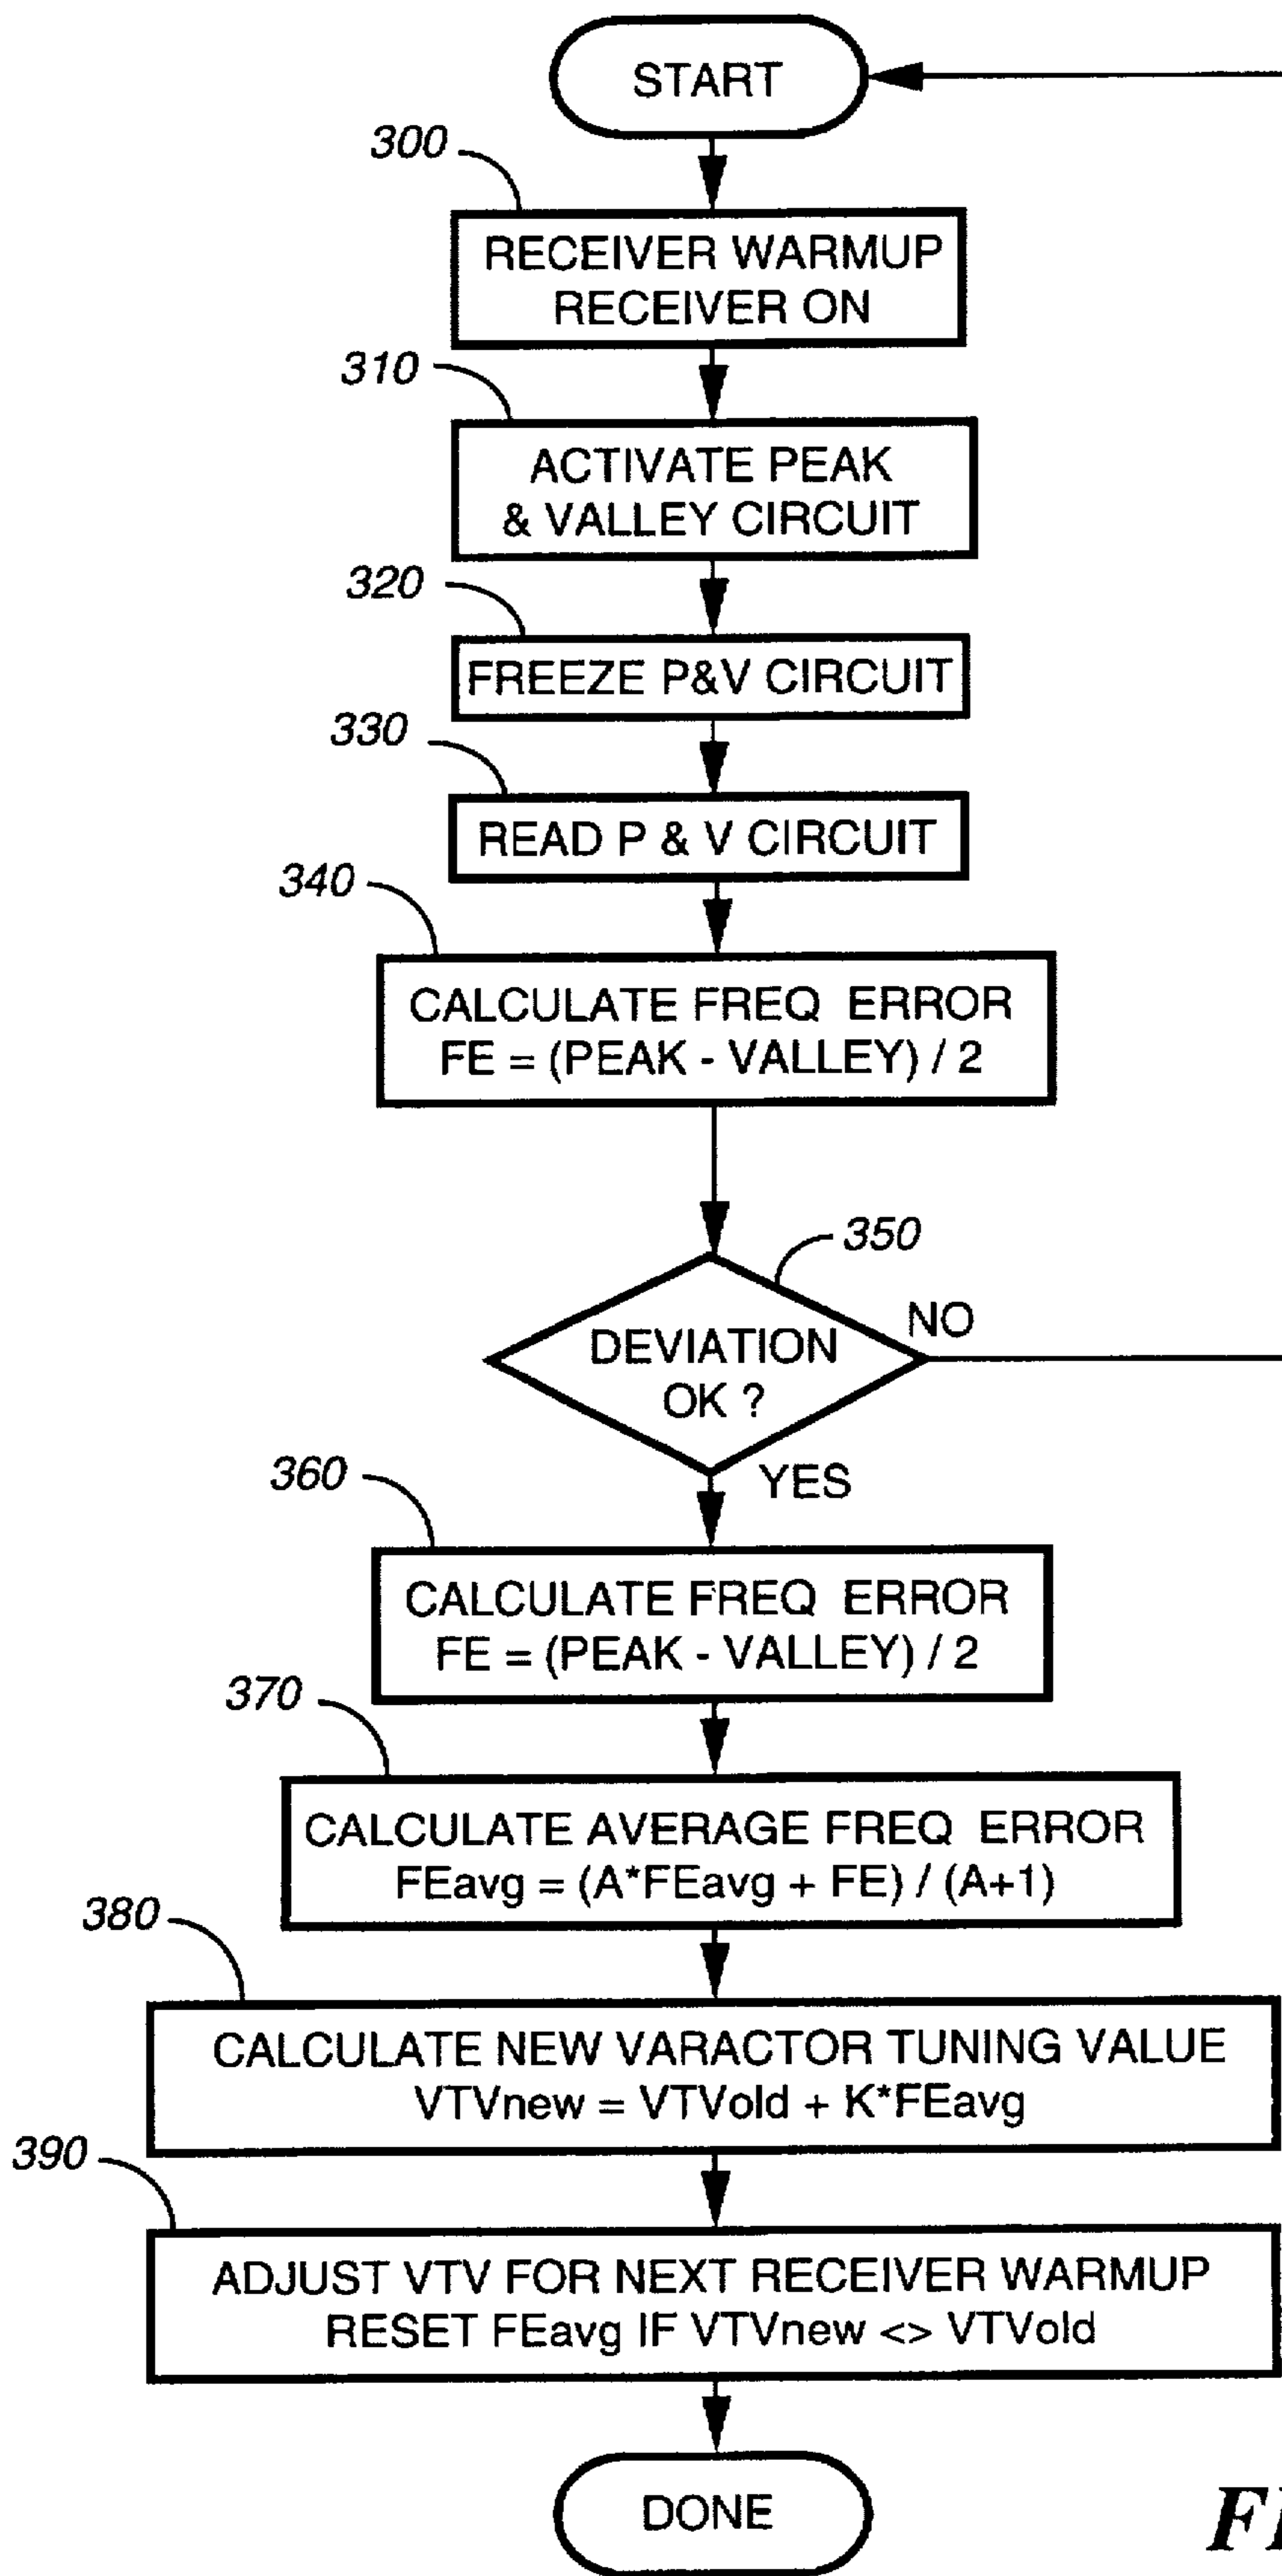 START
300
RECEIVER WARMUP
RECEIVER ON
310
ACTIVATE PEAK
& VALLEY CIRCUIT
320
FREEZE P&V CIRCUIT
330
READ P & V CIRCUIT
340
CALCULATE FREQ ERROR
FE = (PEAK - VALLEY) / 2
350
DEVIATION
OK ?
NO
YES
360
CALCULATE FREQ ERROR
FE = (PEAK - VALLEY) / 2
370
CALCULATE AVERAGE FREQ ERROR
FEavg = (A*FEavg + FE) / (A+1)
380
CALCULATE NEW VARACTOR TUNING VALUE
VTVnew = VTVold + K*FEavg
390
ADJUST VTV FOR NEXT RECEIVER WARMUP
RESET FEavg IF VTVnew <> VTVold
DONE